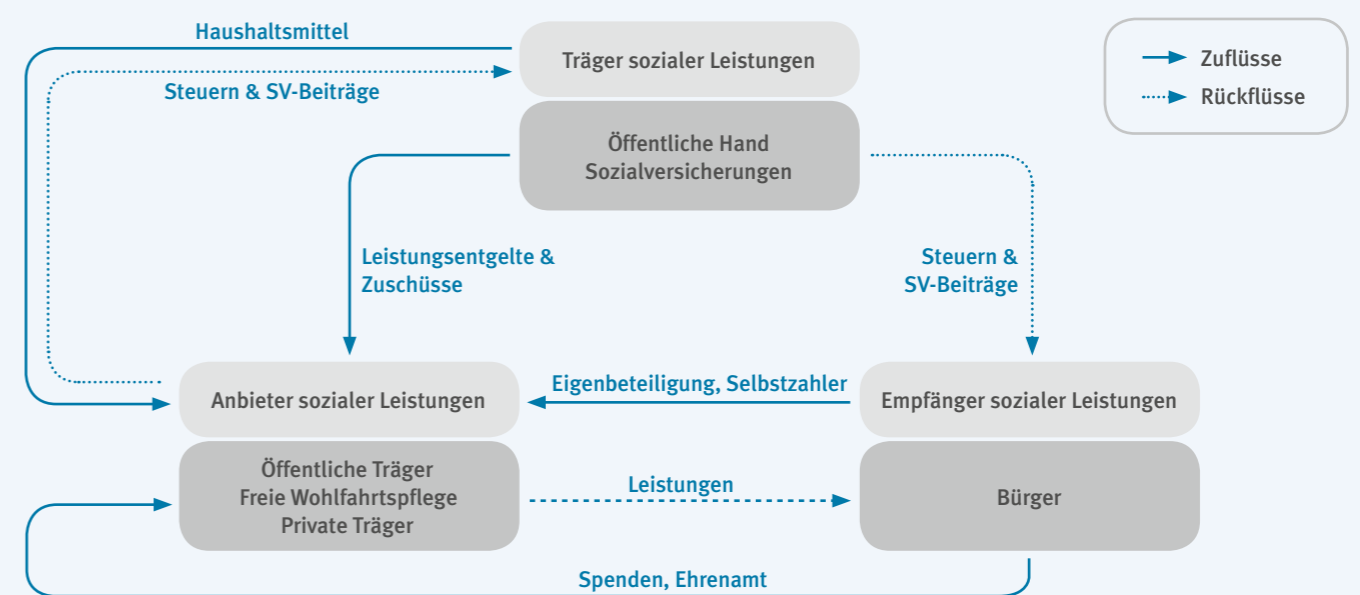 Haushaltsmittel
Steuern & SV-Beiträge
Träger sozialer Leistungen
Öffentliche Hand
Sozialversicherungen
Zuflüsse
Rückflüsse
Leistungsentgelte &
Zuschüsse
Steuern &
SV-Beiträge
Anbieter sozialer Leistungen
Eigenbeteiligung, Selbstzahler
Empfänger sozialer Leistungen
Öffentliche Träger
Freie Wohlfahrtspflege
Private Träger
Leistungen
Bürger
Spenden, Ehrenamt